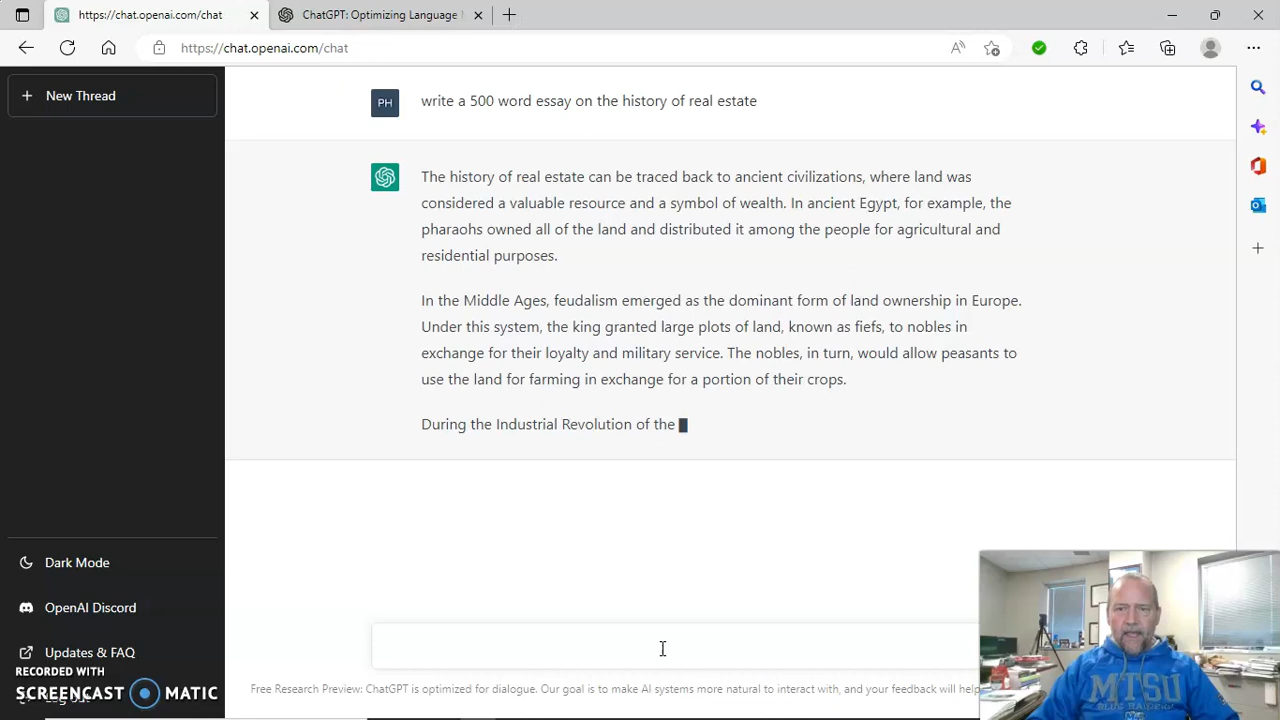 https://chat.openai.com/chat
ChatGPT: Optimizing Language
https://chat.openai.com/chat
New Thread
PH
write a 500 word essay on the history of real estate
The history of real estate can be traced back to ancient civilizations, where land was
considered a valuable resource and a symbol of wealth. In ancient Egypt, for example, the
pharaohs owned all of the land and distributed it among the people for agricultural and
residential purposes.
In the Middle Ages, feudalism emerged as the dominant form of land ownership in Europe.
Under this system, the king granted large plots of land, known as fiefs, to nobles in
exchange for their loyalty and military service. The nobles, in turn, would allow peasants to
use the land for farming in exchange for a portion of their crops.
During the Industrial Revolution of the
Dark Mode
OpenAI Discord
Updates & FAQ
RECORDED WITH
SCREENCAST MATIC
Free Research Preview: ChatGPT is optimized for dialogue. Our goal is to make AI systems more natural to interact with, and your feedback will help
MTSU
BLUE RAIDERS